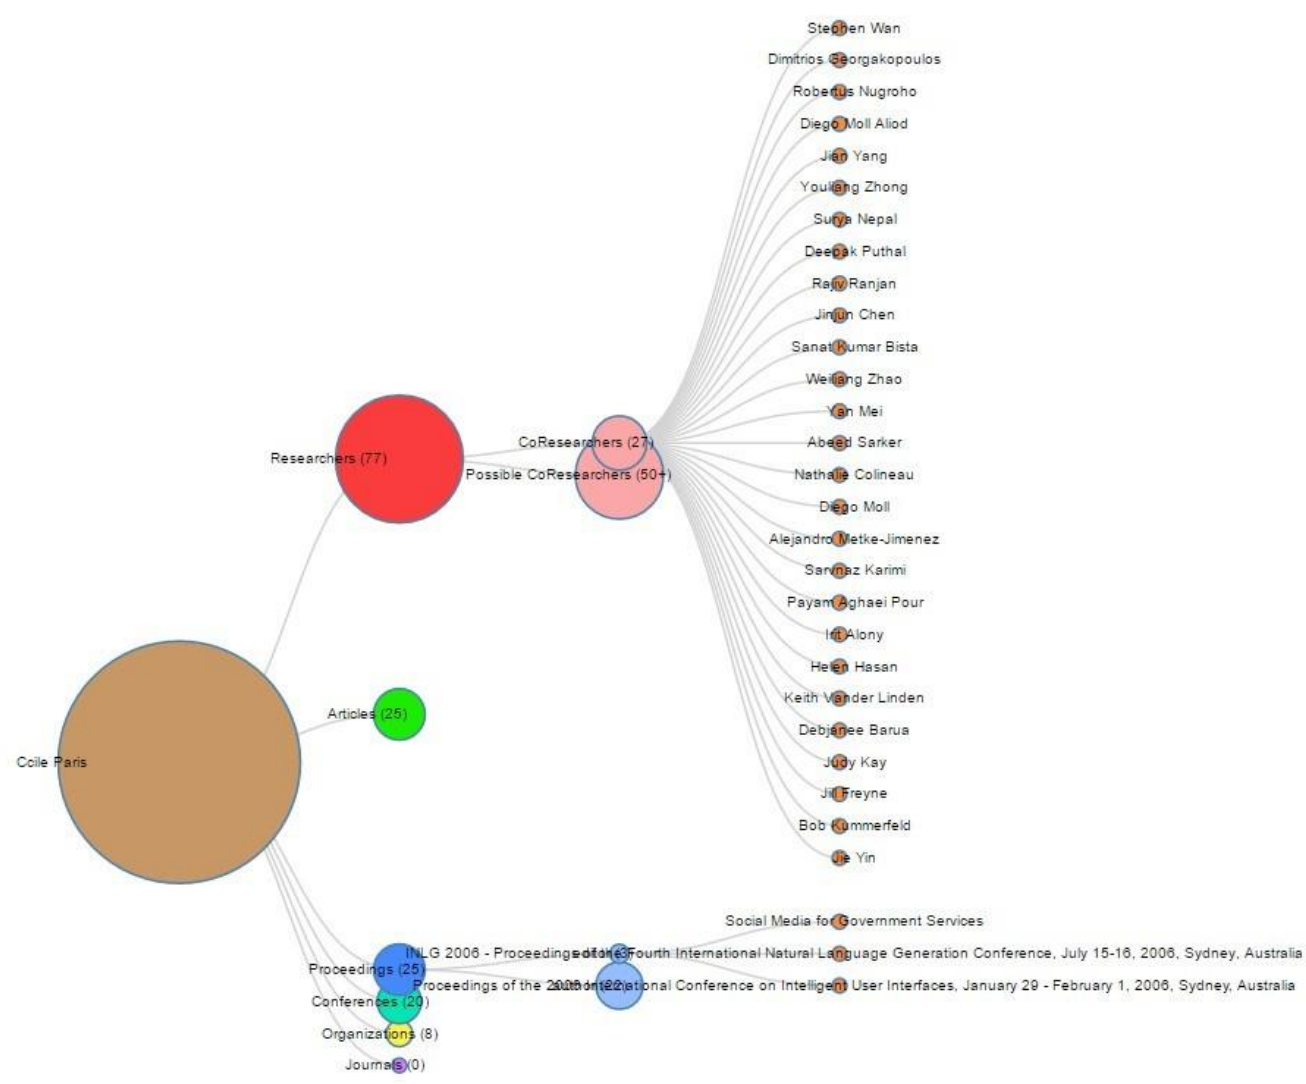 Stephen Wan
Dimitrios Georgakopoulos
Robertus Nugroho
Diego Moll Aliod
Jian Yang
Youliang Zhong
Surya Nepal
Deepak Puthal
Rajiv Ranjan
Jinjun Chen
Sanat Kumar Bista
Weiliang Zhao
Yan Mei
CoResearchers (27)
Abeed Sarker
Researchers (77)
Possible CoResearchers (50+)
Nathalie Colineau
Diego Moll
Alejandro Metke-Jimenez
Sarvnaz Karimi
Payam Aghaei Pour
Irit Alony
Helen Hasan
Keith Vander Linden
Articles (25)
Debjanee Barua
Ccile Paris
Judy Kay
Jill Freyne
Bob Kummerfeld
Jie Yin
Social Media for Government Services
INLG 2006 - Proceedings of the Fourth International Natural Language Generation Conference, July 15-16, 2006, Sydney, Australia
Proceedings (25)
Proceedings of the 2006 International Conference on Intelligent User Interfaces, January 29 - February 1, 2006, Sydney, Australia
Conferences (20)
Organizations (8)
Journals (0)